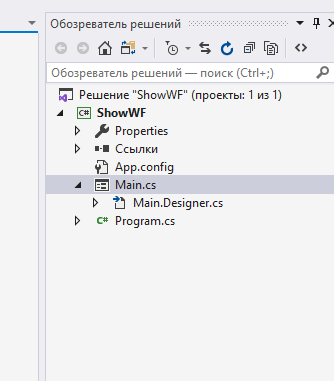 Обозреватель решений
Обозреватель решений — поиск (Ctrl+;)
Решение "ShowWF" (проекты: 1 из 1)
C# ShowWF
Properties
Ссылки
App.config
Main.cs
Main.Designer.cs
C# Program.cs